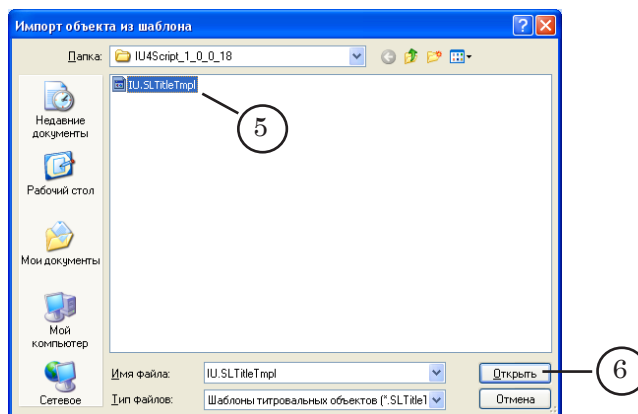 Импорт объекта из шаблона
Папка: IU4Script_1_0_0_18
IU.SLTitleTmpl
5
Недавние
документы
Рабочий стол
Мои документы
Мой
компьютер
Сетевое
Имя файла: IU.SLTitleTmpl Открыть 6
Тип файлов: Шаблоны титровальных объектов (*.SLTitleT Отмена